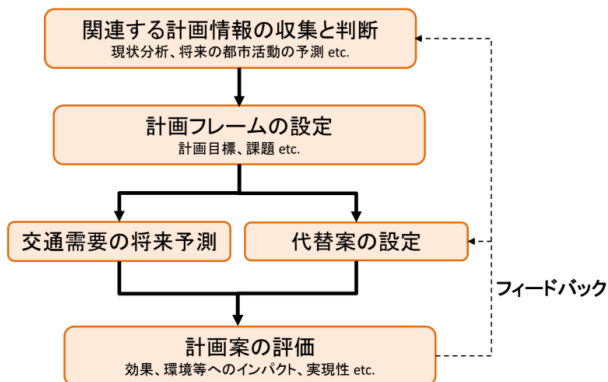 関連する計画情報の収集と判断
現状分析、将来の都市活動の予測 etc.
計画フレームの設定
計画目標、課題 etc.
交通需要の将来予測
代替案の設定
フィードバック
計画案の評価
効果、環境等へのインパクト、実現性 etc.